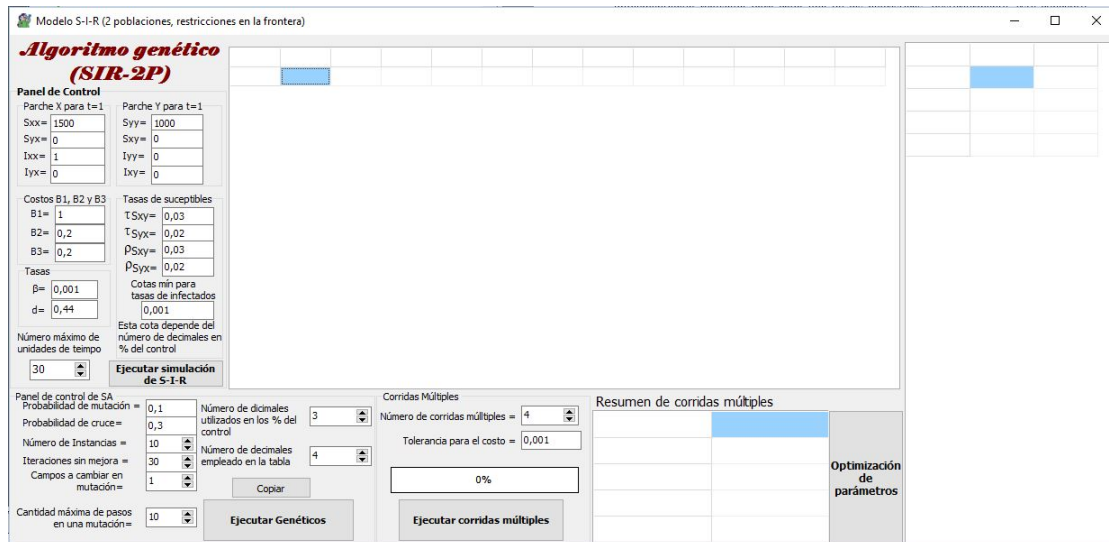 Modelo S-I-R (2 poblaciones, restricciones en la frontera)
Algoritmo genético
(SIR-2P)
Panel de Control
Parche X para t=1
Sxx= 1500
Syx= 0
Ixx= 1
Iyx= 0
Parche Y para t=1
Syy= 1000
Sxy= 0
Iyy= 0
Ixy= 0
Costos B1, B2 y B3
B1= 1
B2= 0,2
B3= 0,2
Tasas de suceptibles
τSxy= 0,03
τSyx= 0,02
ρSxy= 0,03
ρSyx= 0,02
Tasas
β= 0,001
d= 0,44
Cotas mín para
tasas de infectados
0,001
Esta cota depende del
número de decimales en
% del control
Número máximo de
unidades de teimpo
30
Ejecutar simulación
de S-I-R
Panel de control de SA
Probabilidad de mutación = 0,1
Probabilidad de cruce= 0,3
Número de Instancias = 10
Iteraciones sin mejora = 30
Campos a cambiar en
mutación= 1
Cantidad máxima de pasos
en una mutación= 10
Número de dicimales
utilizados en los % del
control
3
Número de decimales
empleado en la tabla
4
Copiar
Ejecutar Genéticos
Corridas Múltiples
Número de corridas múlltiples = 4
Tolerancia para el costo = 0,001
0%
Ejecutar corridas múltiples
Resumen de corridas múltiples
Optimización
de
parámetros